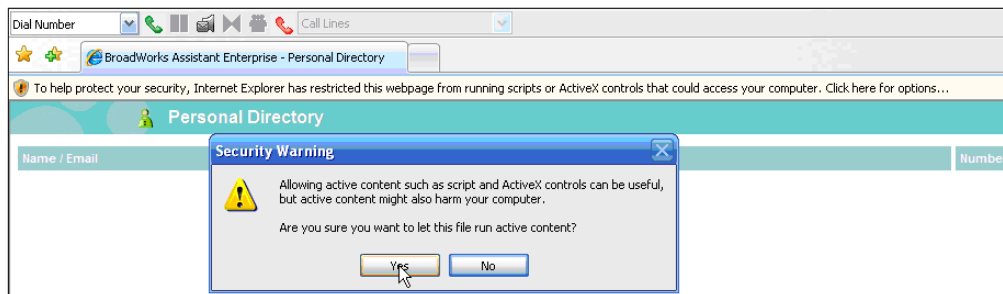 Dial Number
Call Lines
BroadWorks Assistant Enterprise - Personal Directory
To help protect your security, Internet Explorer has restricted this webpage from running scripts or ActiveX controls that could access your computer. Click here for options...
Personal Directory
Name / Email
Numbe
Security Warning
Allowing active content such as script and ActiveX controls can be useful,
but active content might also harm your computer.
Are you sure you want to let this file run active content?
Yes
No